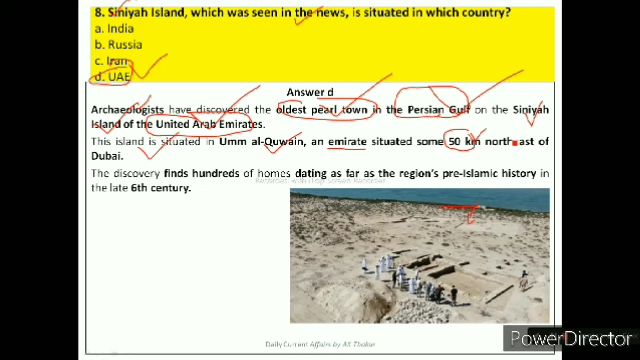 8. Siniyah Island, which was seen in the news, is situated in which country?
a. India
b. Russia
c. Iran
d. UAE
Answer d
Archaeologists have discovered the oldest pearl town in the Persian Gulf on the Siniyah
Island of the United Arab Emirates.
This island is situated in Umm al-Quwain, an emirate situated some 50 km northeast of
Dubai.
The discovery finds hundreds of homes dating as far as the region's pre-Islamic history in
the late 6th century.
Daily Current Affairs by AS Thakur
PowerDirector